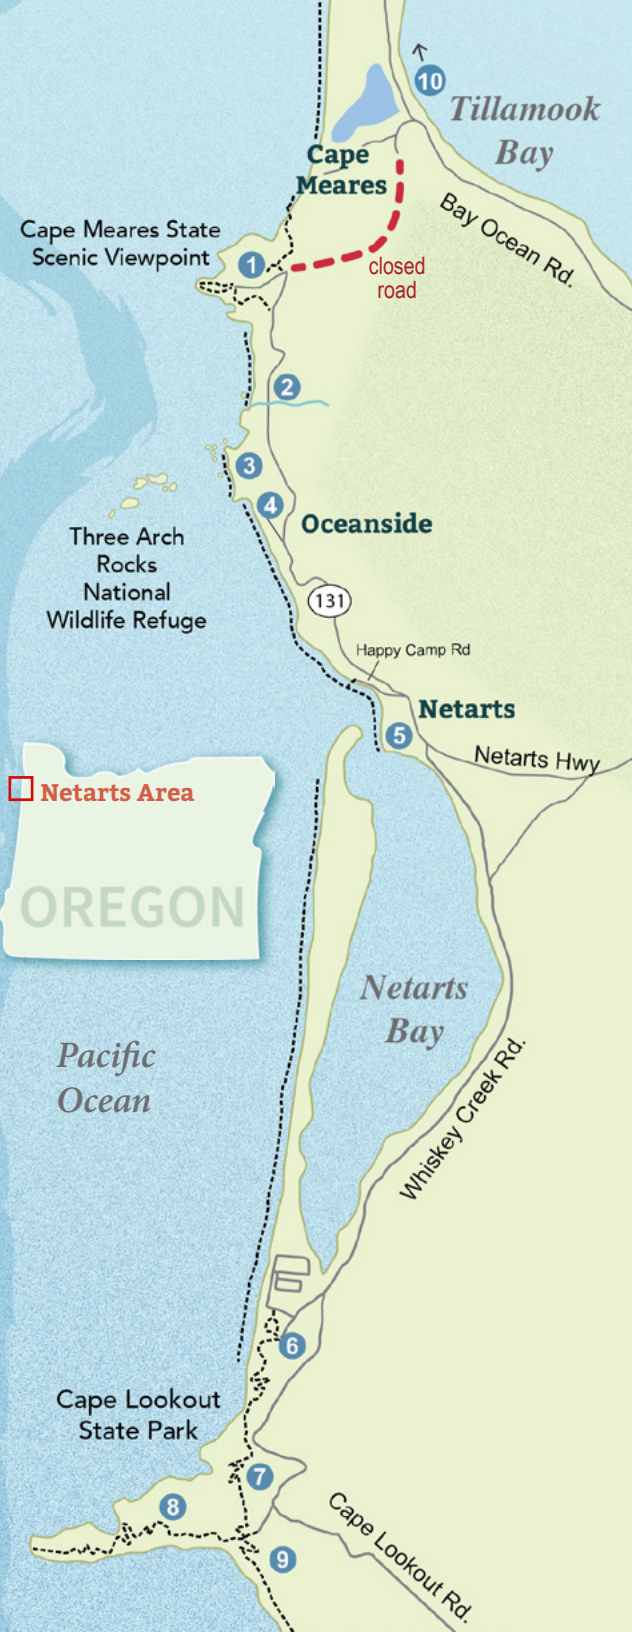 10
Tillamook
Bay
Cape
Meares
Bay Ocean Rd.
Cape Meares State
Scenic Viewpoint
1
closed
road
2
3
4
Oceanside
Three Arch
Rocks
National
Wildlife Refuge
131
Happy Camp Rd
Netarts
5
Netarts Hwy
Netarts Area
OREGON
Netarts
Bay
Pacific
Ocean
Whiskey Creek Rd.
6
Cape Lookout
State Park
7
8
Cape Lookout Rd.
9